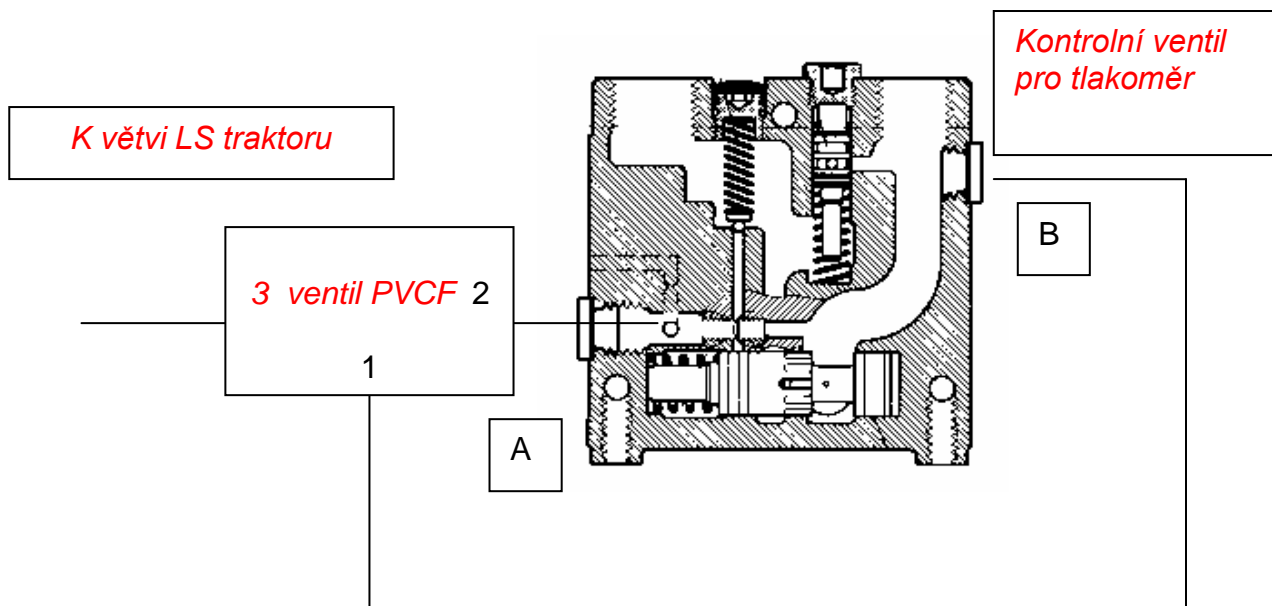 Kontrolní ventil
pro tlakoměr
K větvi LS traktoru
B
3 ventil PVCF 2
1
A